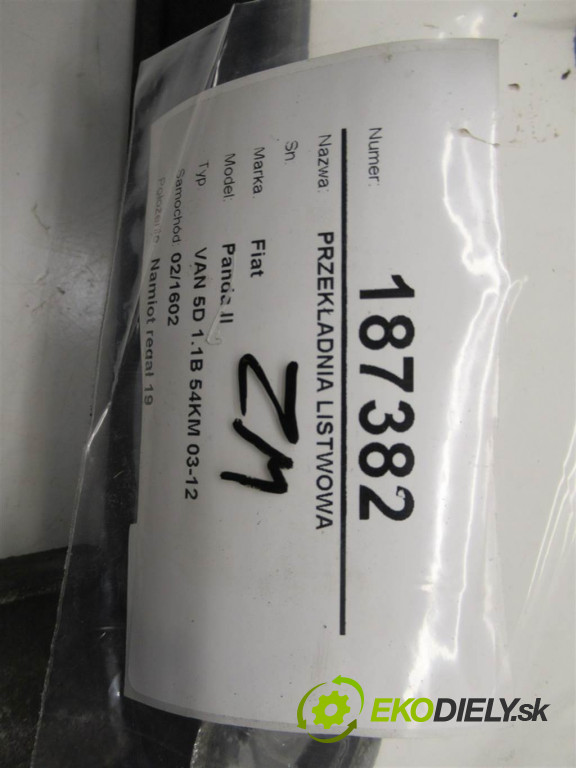 Numer: 187382
Nazwa: PRZEKŁADNIA LISTWOWA
Sn.
Marka: Fiat
Model: Panda II
Typ: VAN 5D 1.1B 54KM 03-12
Samochód: 02/1602
Położenie: Namiot regał 19
ZM
EKODIELY.sk